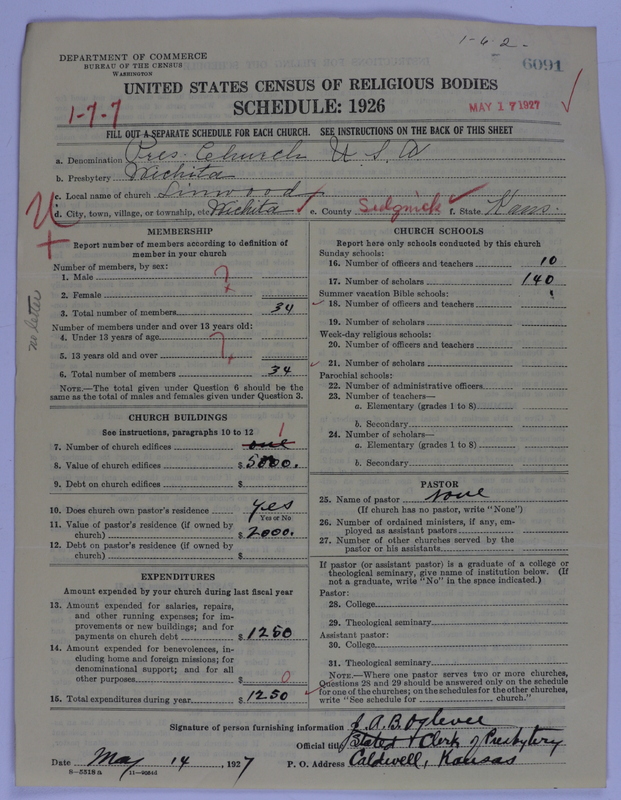 1-6-2-
6091
DEPARTMENT OF COMMERCE
BUREAU OF THE CENSUS
WASHINGTON
UNITED STATES CENSUS OF RELIGIOUS BODIES
SCHEDULE: 1926
MAY 17 1927
1-7-7
FILL OUT A SEPARATE SCHEDULE FOR EACH CHURCH. SEE INSTRUCTIONS ON THE BACK OF THIS SHEET
a. Denomination Pres. Church U S A
b. Presbytery Wichita
c. Local name of church Linwood
d. City, town, village, or township, etc. Wichita e. County Sedgwick f. State Kans.
no letter
MEMBERSHIP
Report number of members according to definition of
member in your church
Number of members, by sex:
1. Male ?
2. Female
3. Total number of members 34
Number of members under and over 13 years old:
4. Under 13 years of age ?
5. 13 years old and over
6. Total number of members 34
NOTE.—The total given under Question 6 should be the
same as the total of males and females given under Question 3.
CHURCH BUILDINGS
See instructions, paragraphs 10 to 12
7. Number of church edifices one 1
8. Value of church edifices $ 5000.
9. Debt on church edifices $
10. Does church own pastor's residence yes
Yes or No
11. Value of pastor's residence (if owned by
church) $ 2000.
12. Debt on pastor's residence (if owned by
church) $
EXPENDITURES
Amount expended by your church during last fiscal year
13. Amount expended for salaries, repairs,
and other running expenses; for im-
provements or new buildings; and for
payments on church debt $ 1250
14. Amount expended for benevolences, in-
cluding home and foreign missions; for
denominational support; and for all
other purposes $ 0
15. Total expenditures during year $ 1250
CHURCH SCHOOLS
Report here only schools conducted by this church
Sunday schools:
16. Number of officers and teachers 10
17. Number of scholars 140
Summer vacation Bible schools:
18. Number of officers and teachers
19. Number of scholars
Week-day religious schools:
20. Number of officers and teachers
21. Number of scholars
Parochial schools:
22. Number of administrative officers
23. Number of teachers—
a. Elementary (grades 1 to 8)
b. Secondary
24. Number of scholars—
a. Elementary (grades 1 to 8)
b. Secondary
PASTOR
25. Name of pastor None
(If church has no pastor, write "None")
26. Number of ordained ministers, if any, em-
ployed as assistant pastors
27. Number of other churches served by the
pastor or his assistants
If pastor (or assistant pastor) is a graduate of a college or
theological seminary, give name of institution below. (If
not a graduate, write "No" in the space indicated.)
Pastor:
28. College
29. Theological seminary
Assistant pastor:
30. College
31. Theological seminary
NOTE.—Where one pastor serves two or more churches,
Questions 28 and 29 should be answered only on the schedule
for one of the churches; on the schedules for the other churches,
write "See schedule for church."
Signature of person furnishing information J. A. B. Oglevee
Official title Stated Clerk of Presbytery
Date May 14, 1927 P. O. Address Caldwell, Kansas
8-5518a 11-9284d